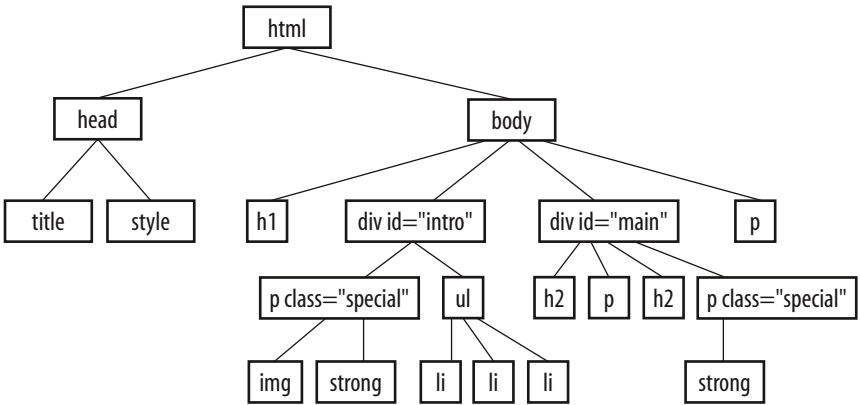 html
head
body
title
style
h1
div id="intro"
div id="main"
p
p class="special"
ul
h2
p
h2
p class="special"
img
strong
li
li
li
strong